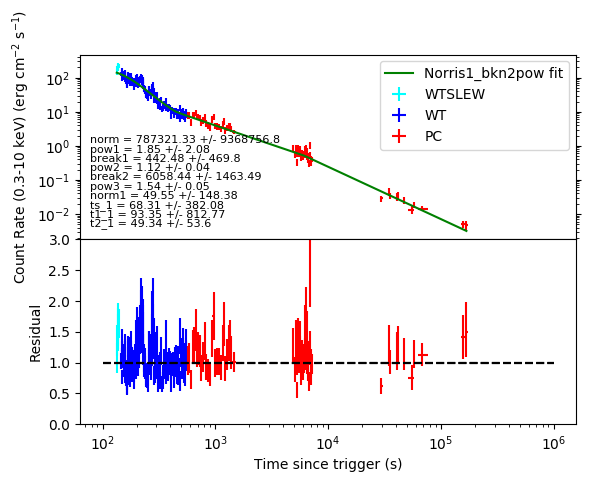 Norris1_bkn2pow fit
WTSLEW
WT
PC
Count Rate (0.3-10 keV) (erg cm⁻² s⁻¹)
10²
10¹
10⁰
10⁻¹
10⁻²
norm = 787321.33 +/- 9368756.8
pow1 = 1.85 +/- 2.08
break1 = 442.48 +/- 469.8
pow2 = 1.12 +/- 0.04
break2 = 6058.44 +/- 1463.49
pow3 = 1.54 +/- 0.05
norm1 = 49.55 +/- 148.38
ts_1 = 68.31 +/- 382.08
t1_1 = 93.35 +/- 812.77
t2_1 = 49.34 +/- 53.6
Residual
3.0
2.5
2.0
1.5
1.0
0.5
0.0
10² 10³ 10⁴ 10⁵ 10⁶
Time since trigger (s)